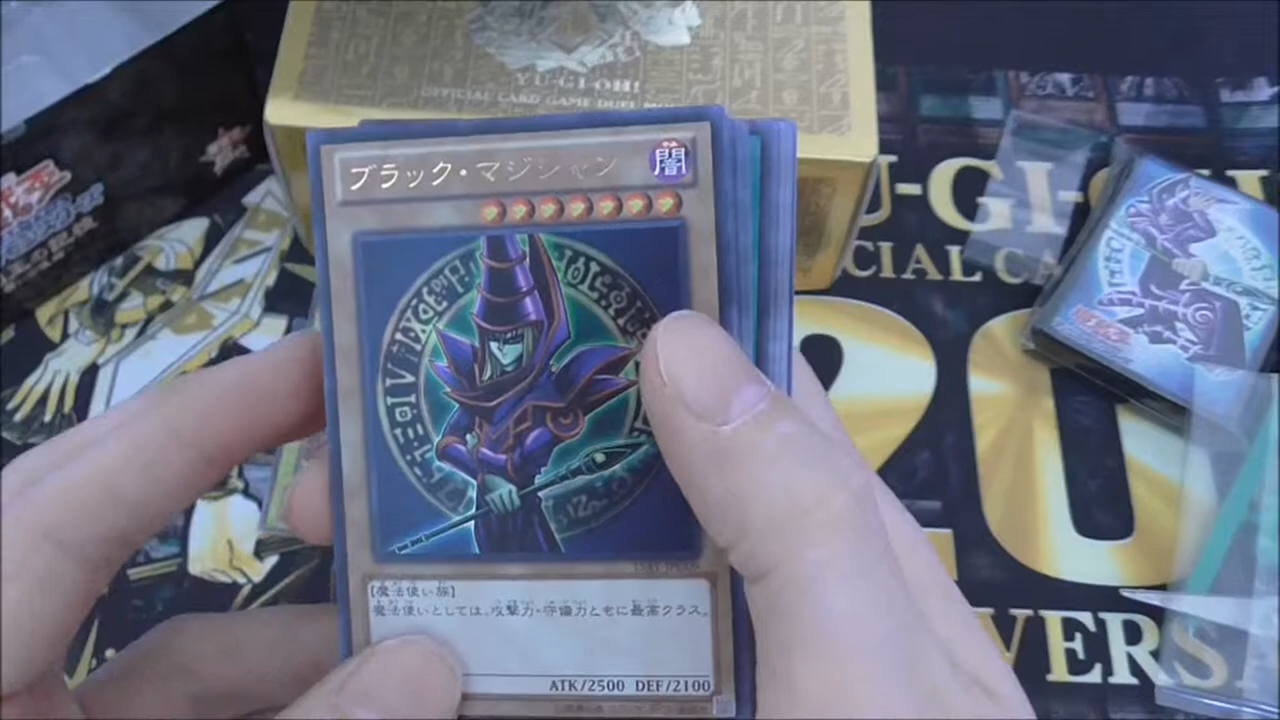 YU-GI-OH!
OFFICIAL CARD GAME DUEL MO
ブラック・マジシャン
闇
[魔法使い族]
魔法使いとしては、攻撃力・守備力ともに最高クラス。
ATK/2500 DEF/2100
U-GI-OH
CIAL CA
20
VERS